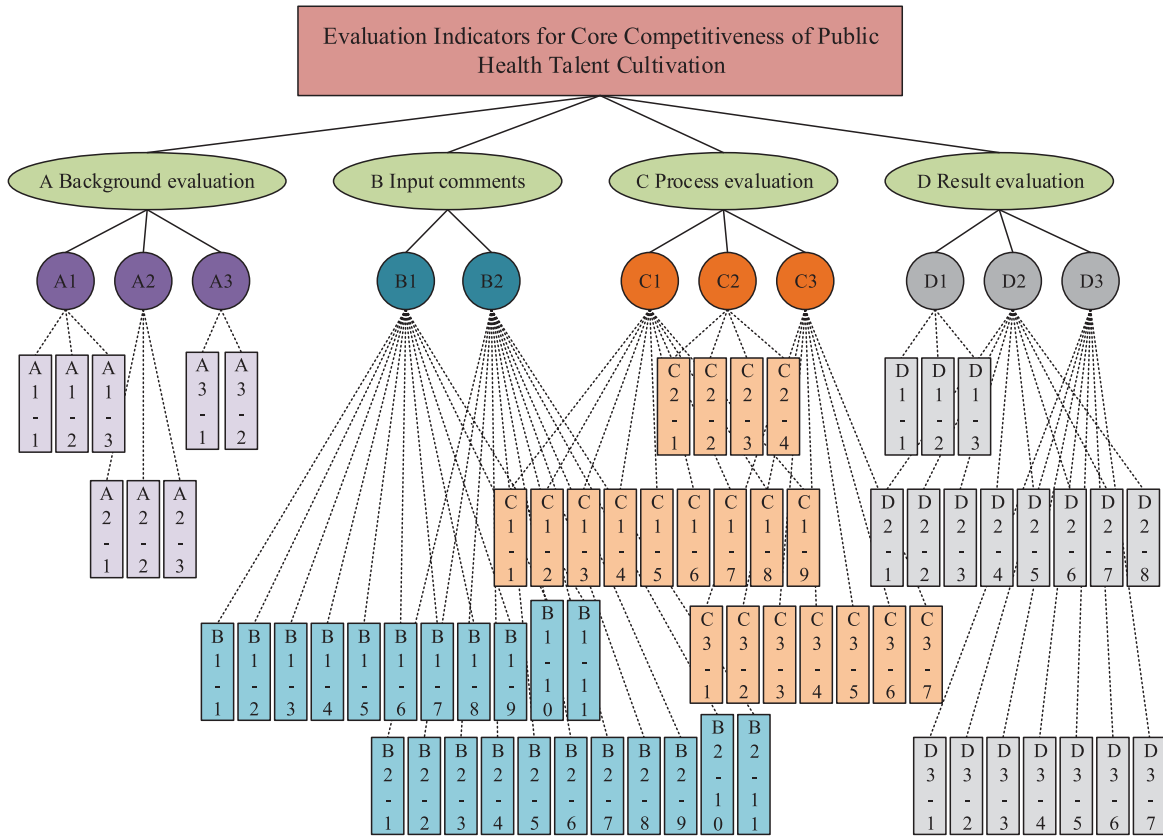 Evaluation Indicators for Core Competitiveness of Public
Health Talent Cultivation
A Background evaluation
B Input comments
C Process evaluation
D Result evaluation
A1
A2
A3
B1
B2
C1
C2
C3
D1
D2
D3
A1-1
A1-2
A1-3
A3-1
A3-2
C2-1
C2-2
C2-3
C2-4
D1-1
D1-2
D1-3
A2-1
A2-2
A2-3
C1-1
C1-2
C1-3
C1-4
C1-5
C1-6
C1-7
C1-8
C1-9
D2-1
D2-2
D2-3
D2-4
D2-5
D2-6
D2-7
D2-8
B1-1
B1-2
B1-3
B1-4
B1-5
B1-6
B1-7
B1-8
B1-9
B1-10
B1-11
C3-1
C3-2
C3-3
C3-4
C3-5
C3-6
C3-7
B2-1
B2-2
B2-3
B2-4
B2-5
B2-6
B2-7
B2-8
B2-9
B2-10
B2-11
D3-1
D3-2
D3-3
D3-4
D3-5
D3-6
D3-7